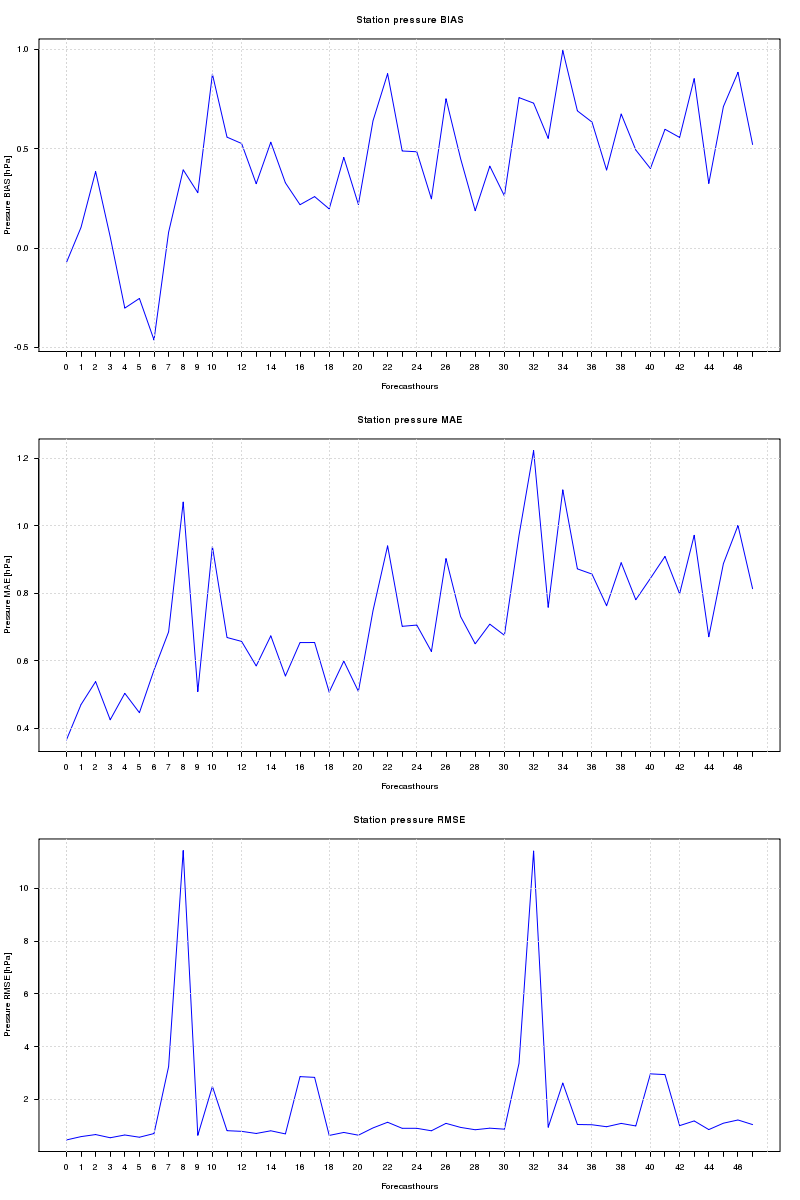 Station pressure BIAS
Pressure BIAS [hPa]
1.0
0.5
0.0
-0.5
0 1 2 3 4 5 6 7 8 9 10 12 14 16 18 20 22 24 26 28 30 32 34 36 38 40 42 44 46
Forecasthours
Station pressure MAE
Pressure MAE [hPa]
1.2
1.0
0.8
0.6
0.4
0 1 2 3 4 5 6 7 8 9 10 12 14 16 18 20 22 24 26 28 30 32 34 36 38 40 42 44 46
Forecasthours
Station pressure RMSE
Pressure RMSE [hPa]
10
8
6
4
2
0 1 2 3 4 5 6 7 8 9 10 12 14 16 18 20 22 24 26 28 30 32 34 36 38 40 42 44 46
Forecasthours